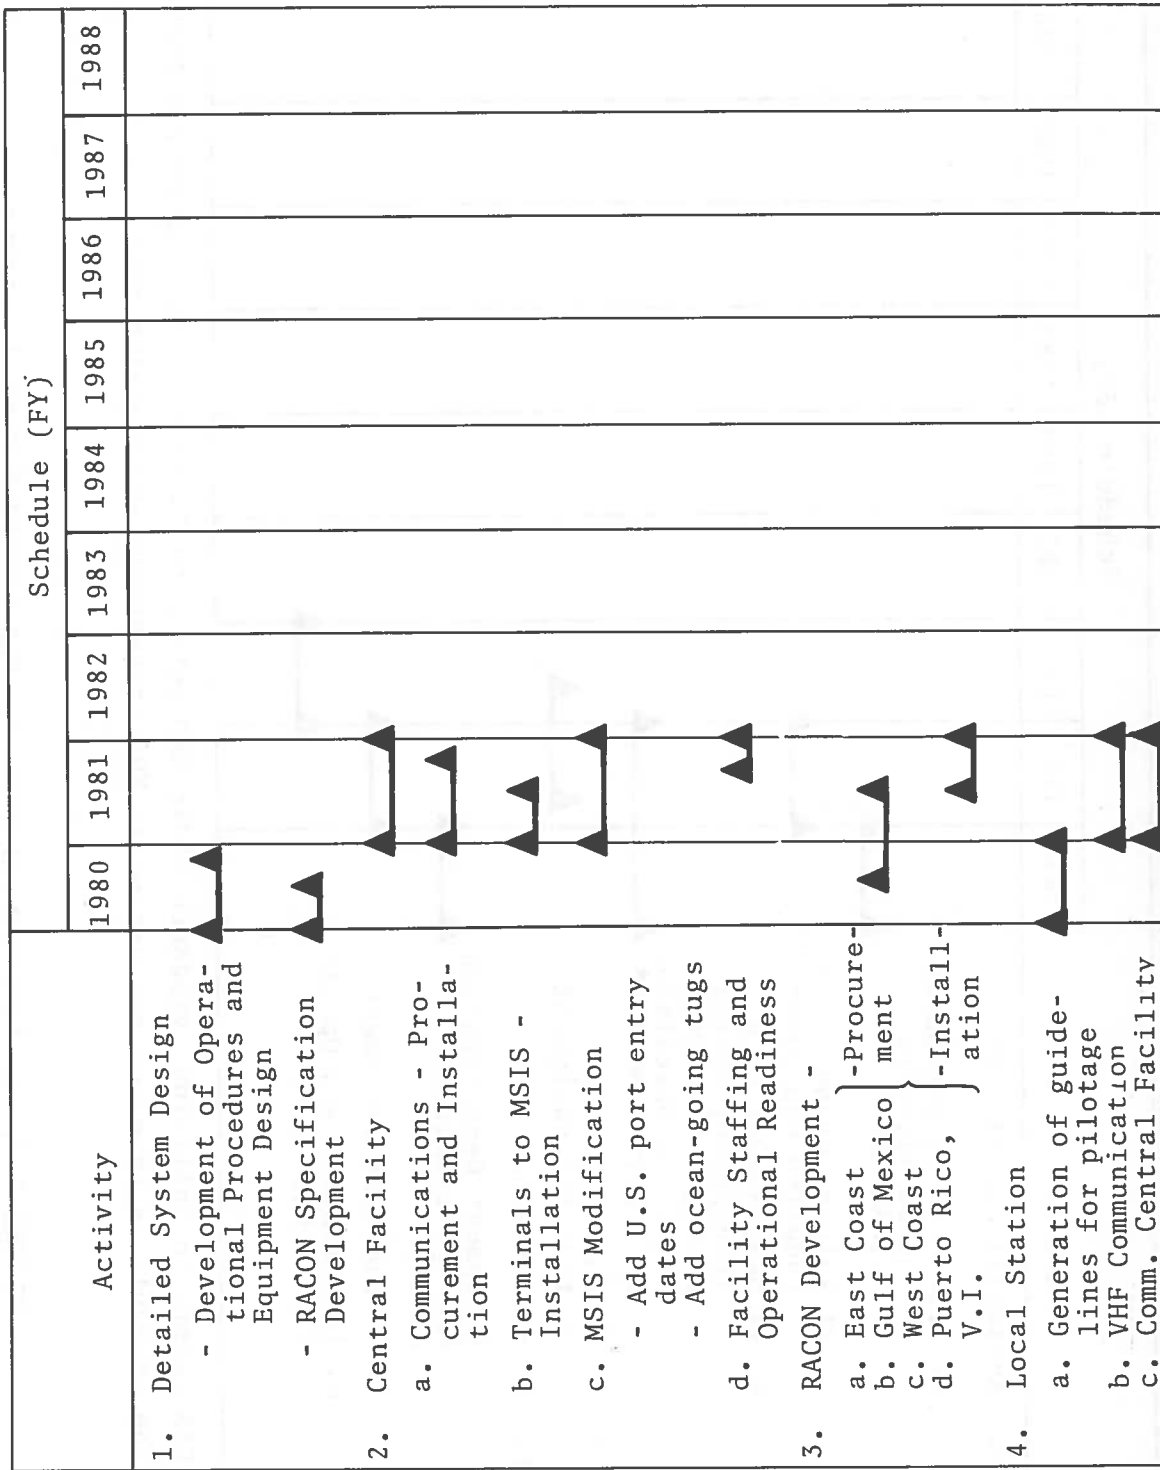 Activity
Schedule (FY)
1980 1981 1982 1983 1984 1985 1986 1987 1988
1. Detailed System Design
- Development of Opera-
tional Procedures and
Equipment Design
- RACON Specification
Development
2. Central Facility
a. Communications - Pro-
curement and Installa-
tion
b. Terminals to MSIS -
Installation
c. MSIS Modification
- Add U.S. port entry
dates
- Add ocean-going tugs
d. Facility Staffing and
Operational Readiness
3. RACON Development -
a. East Coast -Procure-
b. Gulf of Mexico ment
c. West Coast
d. Puerto Rico, -Install-
V.I. ation
4. Local Station
a. Generation of guide-
lines for pilotage
b. VHF Communication
c. Comm. Central Facility